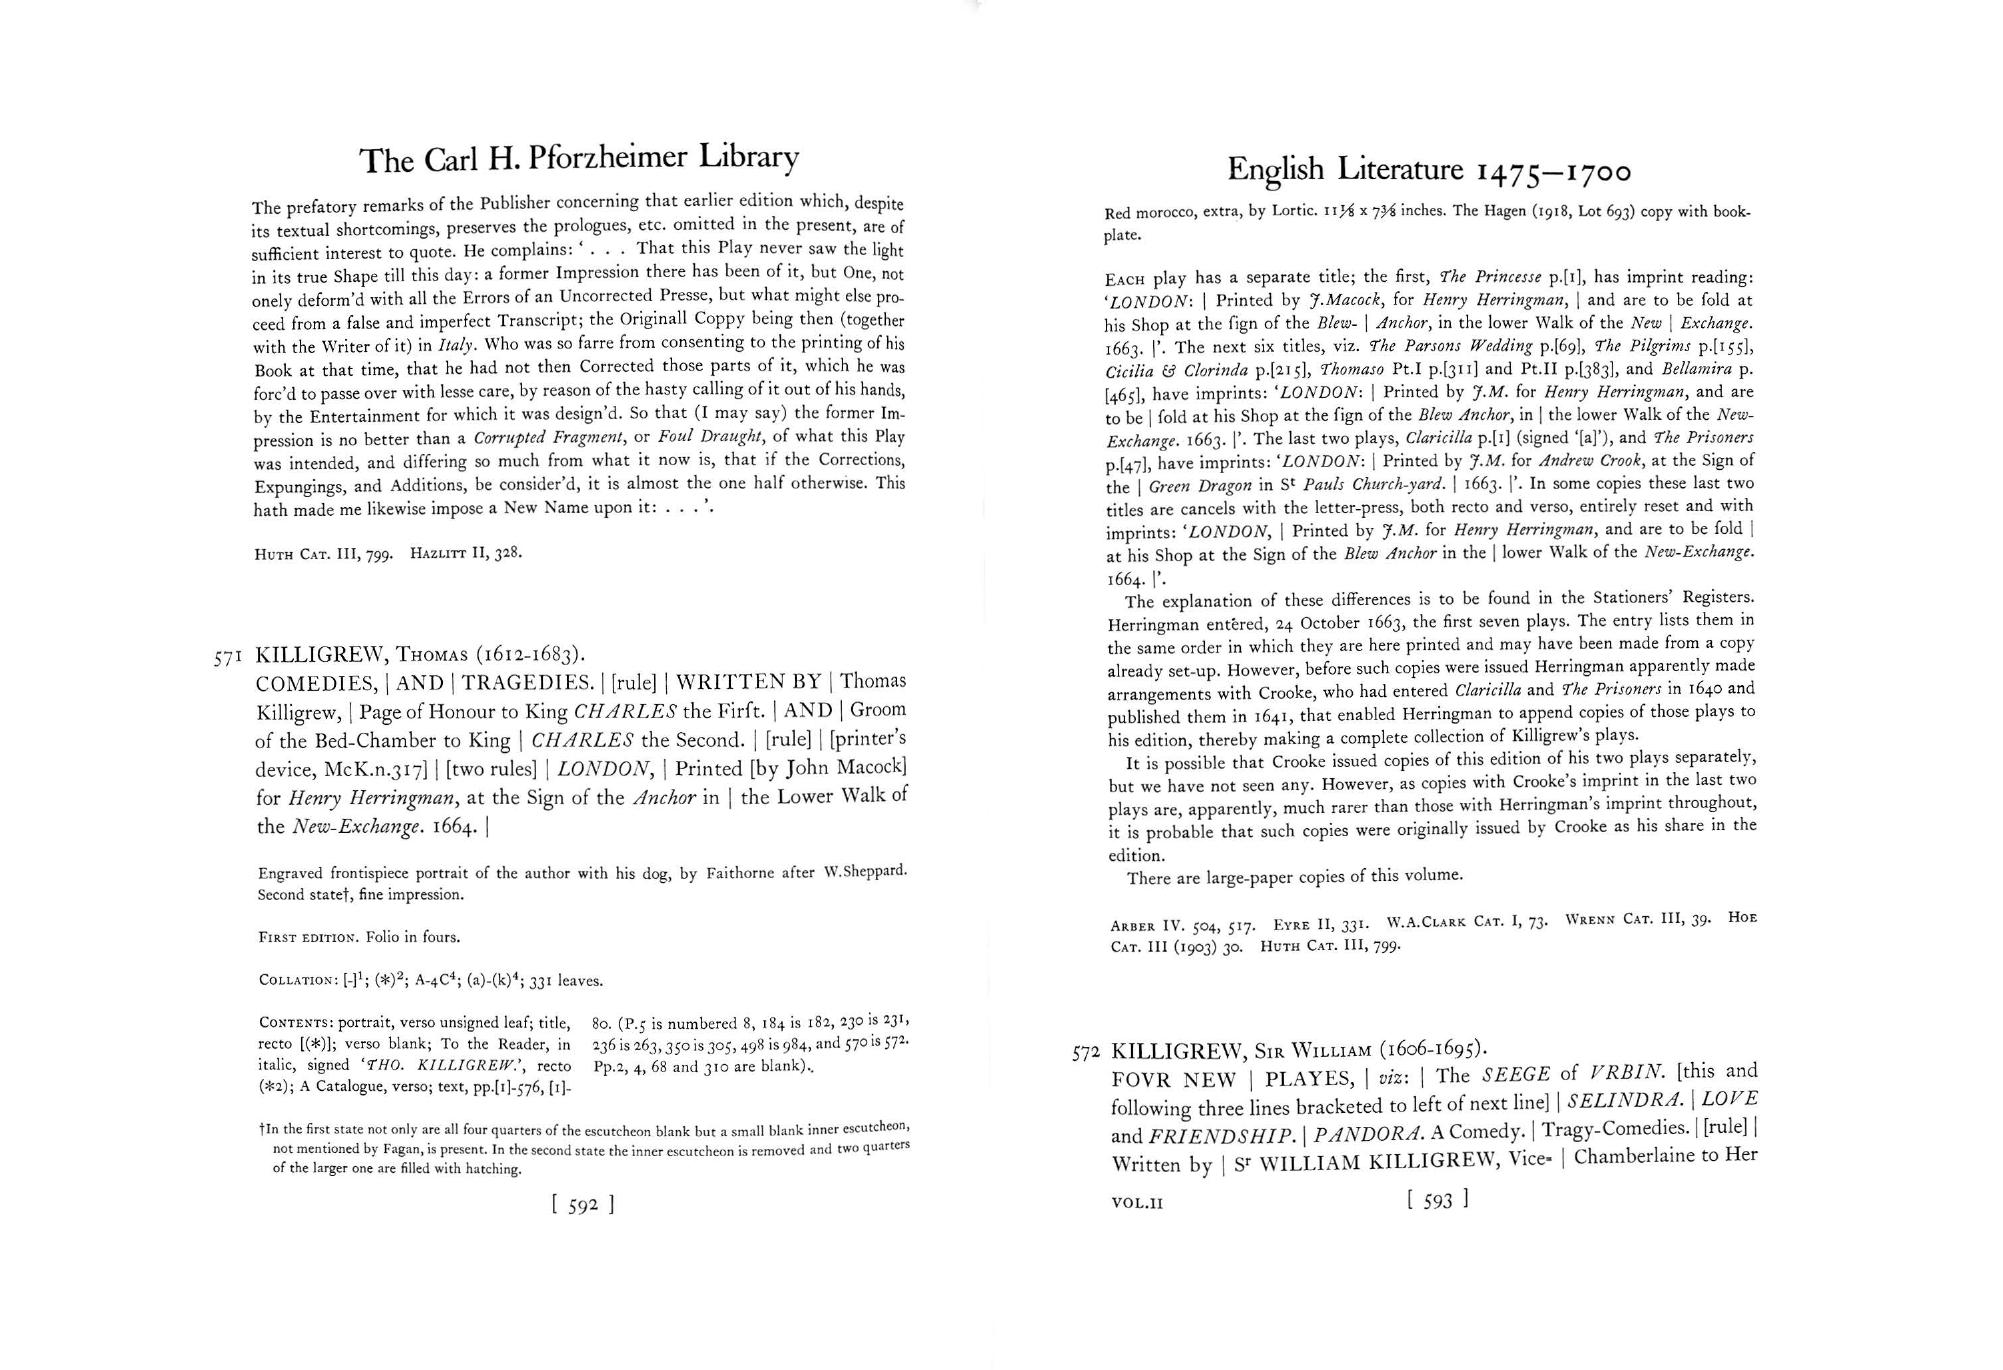 The Carl H. Pforzheimer Library
The prefatory remarks of the Publisher concerning that earlier edition which, despite
its textual shortcomings, preserves the prologues, etc. omitted in the present, are of
sufficient interest to quote. He complains: ‘ . . . That this Play never saw the light
in its true Shape till this day: a former Impression there has been of it, but One, not
onely deform’d with all the Errors of an Uncorrected Presse, but what might else pro-
ceed from a false and imperfect Transcript; the Originall Coppy being then (together
with the Writer of it) in Italy. Who was so farre from consenting to the printing of his
Book at that time, that he had not then Corrected those parts of it, which he was
forc’d to passe over with lesse care, by reason of the hasty calling of it out of his hands,
by the Entertainment for which it was design’d. So that (I may say) the former Im-
pression is no better than a Corrupted Fragment, or Foul Draught, of what this Play
was intended, and differing so much from what it now is, that if the Corrections,
Expungings, and Additions, be consider’d, it is almost the one half otherwise. This
hath made me likewise impose a New Name upon it: . . . ’.
HUTH CAT. III, 799. HAZLITT II, 328.
571 KILLIGREW, THOMAS (1612-1683).
COMEDIES, | AND | TRAGEDIES. | [rule] | WRITTEN BY | Thomas
Killigrew, | Page of Honour to King CHARLES the Firſt. | AND | Groom
of the Bed-Chamber to King | CHARLES the Second. | [rule] | [printer’s
device, McK.n.317] | [two rules] | LONDON, | Printed [by John Macock]
for Henry Herringman, at the Sign of the Anchor in | the Lower Walk of
the New-Exchange. 1664. |
Engraved frontispiece portrait of the author with his dog, by Faithorne after W.Sheppard.
Second state†, fine impression.
FIRST EDITION. Folio in fours.
COLLATION: [-]1; (*)2; A-4C4; (a)-(k)4; 331 leaves.
CONTENTS: portrait, verso unsigned leaf; title,
recto [(*)]; verso blank; To the Reader, in
italic, signed ‘THO. KILLIGREW.’, recto
(*2); A Catalogue, verso; text, pp.[1]-576, [1]-
80. (P.5 is numbered 8, 184 is 182, 230 is 231,
236 is 263, 350 is 305, 498 is 984, and 570 is 572.
Pp.2, 4, 68 and 310 are blank).
†In the first state not only are all four quarters of the escutcheon blank but a small blank inner escutcheon,
not mentioned by Fagan, is present. In the second state the inner escutcheon is removed and two quarters
of the larger one are filled with hatching.
[ 592 ]
English Literature 1475–1700
Red morocco, extra, by Lortic. 11⅛ x 7⅜ inches. The Hagen (1918, Lot 693) copy with book-
plate.
EACH play has a separate title; the first, The Princesse p.[1], has imprint reading:
‘LONDON: | Printed by J.Macock, for Henry Herringman, | and are to be ſold at
his Shop at the ſign of the Blew- | Anchor, in the lower Walk of the New | Exchange.
1663. |’. The next six titles, viz. The Parsons Wedding p.[69], The Pilgrims p.[155],
Cicilia & Clorinda p.[215], Thomaso Pt.I p.[311] and Pt.II p.[383], and Bellamira p.
[465], have imprints: ‘LONDON: | Printed by J.M. for Henry Herringman, and are
to be | ſold at his Shop at the ſign of the Blew Anchor, in | the lower Walk of the New-
Exchange. 1663. |’. The last two plays, Claricilla p.[1] (signed ‘[a]’), and The Prisoners
p.[47], have imprints: ‘LONDON: | Printed by J.M. for Andrew Crook, at the Sign of
the | Green Dragon in St Pauls Church-yard. | 1663. |’. In some copies these last two
titles are cancels with the letter-press, both recto and verso, entirely reset and with
imprints: ‘LONDON, | Printed by J.M. for Henry Herringman, and are to be ſold |
at his Shop at the Sign of the Blew Anchor in the | lower Walk of the New-Exchange.
1664. |’.
The explanation of these differences is to be found in the Stationers’ Registers.
Herringman entered, 24 October 1663, the first seven plays. The entry lists them in
the same order in which they are here printed and may have been made from a copy
already set-up. However, before such copies were issued Herringman apparently made
arrangements with Crooke, who had entered Claricilla and The Prisoners in 1640 and
published them in 1641, that enabled Herringman to append copies of those plays to
his edition, thereby making a complete collection of Killigrew’s plays.
It is possible that Crooke issued copies of this edition of his two plays separately,
but we have not seen any. However, as copies with Crooke’s imprint in the last two
plays are, apparently, much rarer than those with Herringman’s imprint throughout,
it is probable that such copies were originally issued by Crooke as his share in the
edition.
There are large-paper copies of this volume.
ARBER IV. 504, 517. EYRE II, 331. W.A.CLARK CAT. I, 73. WRENN CAT. III, 39. HOE
CAT. III (1903) 30. HUTH CAT. III, 799.
572 KILLIGREW, SIR WILLIAM (1606-1695).
FOVR NEW | PLAYES, | viz: | The SEEGE of VRBIN. [this and
following three lines bracketed to left of next line] | SELINDRA. | LOVE
and FRIENDSHIP. | PANDORA. A Comedy. | Tragy-Comedies. | [rule] |
Written by | Sr WILLIAM KILLIGREW, Vice- | Chamberlaine to Her
VOL.II
[ 593 ]